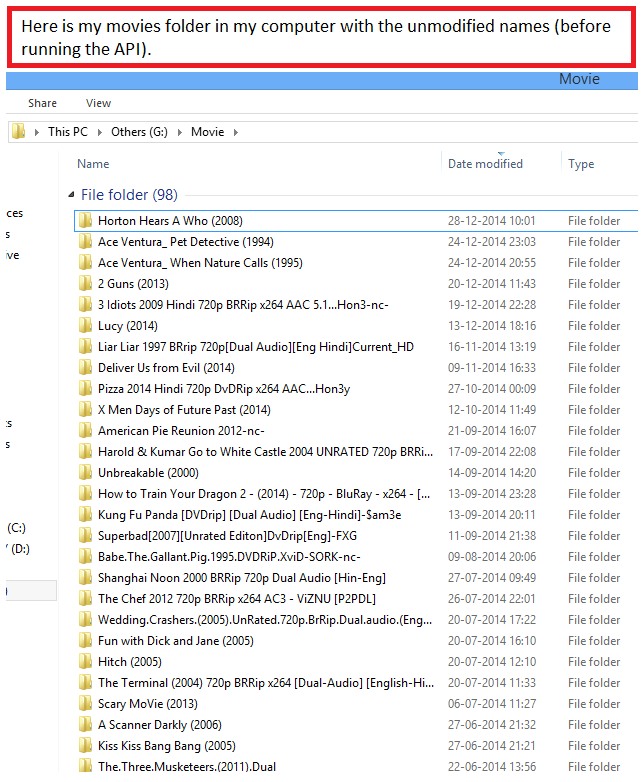 Here is my movies folder in my computer with the unmodified names (before
running the API).
Movie
Share View
This PC Others (G:) Movie
Name Date modified Type
File folder (98)
Horton Hears A Who (2008) 28-12-2014 10:01 File folder
ces Ace Ventura_ Pet Detective (1994) 24-12-2014 23:03 File folder
s Ace Ventura_ When Nature Calls (1995) 24-12-2014 20:55 File folder
ive 2 Guns (2013) 20-12-2014 11:43 File folder
3 Idiots 2009 Hindi 720p BRRip x264 AAC 5.1...Hon3-nc- 19-12-2014 22:28 File folder
Lucy (2014) 13-12-2014 18:16 File folder
Liar Liar 1997 BRrip 720p[Dual Audio][Eng Hindi]Current_HD 16-11-2014 13:19 File folder
Deliver Us from Evil (2014) 09-11-2014 16:33 File folder
Pizza 2014 Hindi 720p DvDRip x264 AAC...Hon3y 27-10-2014 00:09 File folder
X Men Days of Future Past (2014) 12-10-2014 11:49 File folder
ts American Pie Reunion 2012-nc- 21-09-2014 16:07 File folder
s Harold & Kumar Go to White Castle 2004 UNRATED 720p BRRi... 17-09-2014 22:08 File folder
Unbreakable (2000) 14-09-2014 14:20 File folder
How to Train Your Dragon 2 - (2014) - 720p - BluRay - x264 - [... 13-09-2014 23:28 File folder
Kung Fu Panda [DVDrip] [Dual Audio] [Eng-Hindi]-$am3e 13-09-2014 20:11 File folder
(C:) Superbad[2007][Unrated Editon]DvDrip[Eng]-FXG 11-09-2014 21:38 File folder
(D:) Babe.The.Gallant.Pig.1995.DVDRiP.XviD-SORK-nc- 09-08-2014 20:06 File folder
Shanghai Noon 2000 BRRip 720p Dual Audio [Hin-Eng] 27-07-2014 09:49 File folder
) The Chef 2012 720p BRRip x264 AC3 - ViZNU [P2PDL] 26-07-2014 22:01 File folder
Wedding.Crashers.(2005).UnRated.720p.BrRip.Dual.audio.(Eng... 20-07-2014 17:22 File folder
Fun with Dick and Jane (2005) 20-07-2014 16:10 File folder
Hitch (2005) 20-07-2014 12:10 File folder
The Terminal (2004) 720p BRRip x264 [Dual-Audio] [English-Hi... 20-07-2014 11:33 File folder
Scary MoVie (2013) 06-07-2014 11:27 File folder
A Scanner Darkly (2006) 27-06-2014 21:32 File folder
Kiss Kiss Bang Bang (2005) 27-06-2014 21:21 File folder
The.Three.Musketeers.(2011).Dual 22-06-2014 13:56 File folder